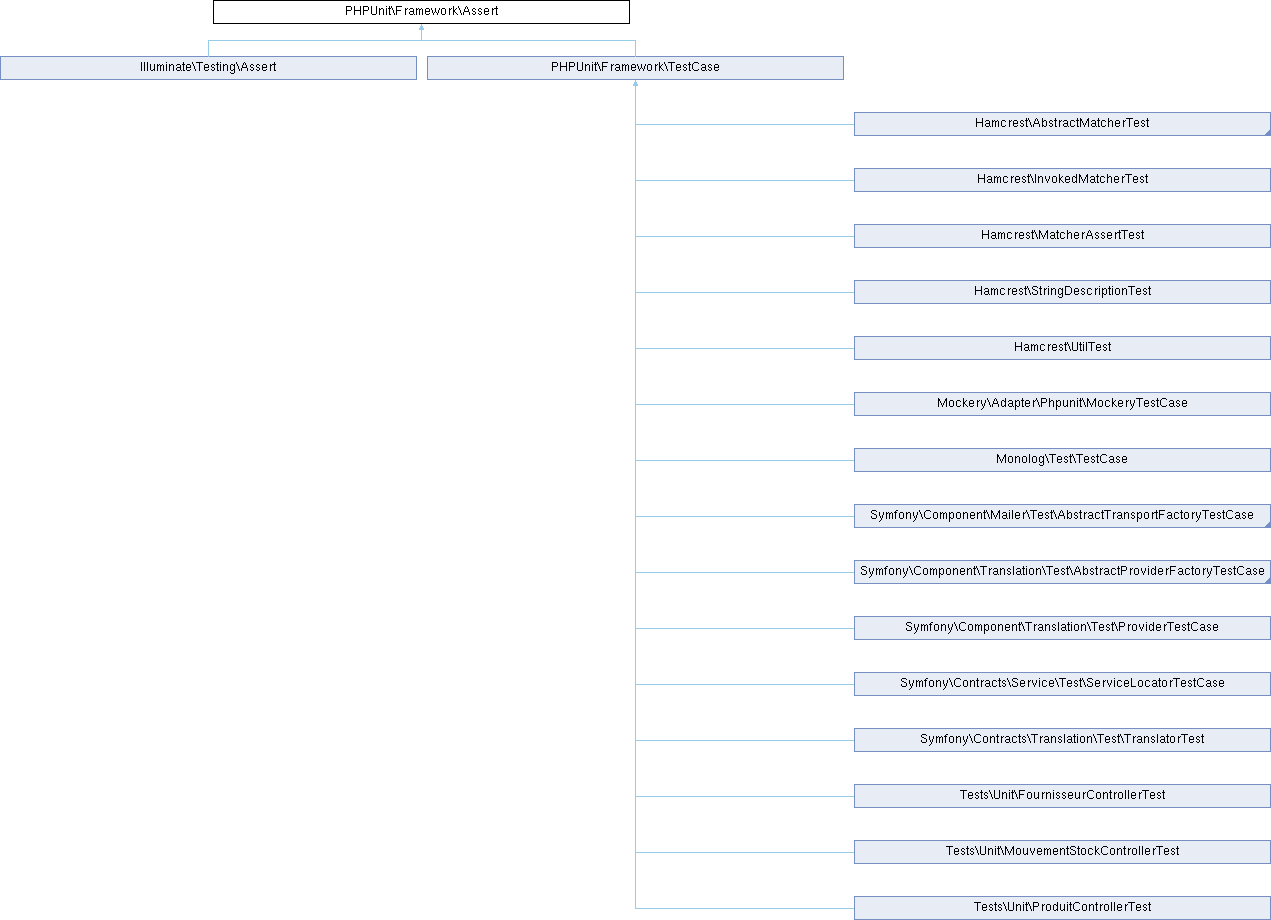 PHPUnit\Framework\Assert
Illuminate\Testing\Assert
PHPUnit\Framework\TestCase
Hamcrest\AbstractMatcherTest
Hamcrest\InvokedMatcherTest
Hamcrest\MatcherAssertTest
Hamcrest\StringDescriptionTest
Hamcrest\UtilTest
Mockery\Adapter\Phpunit\MockeryTestCase
Monolog\Test\TestCase
Symfony\Component\Mailer\Test\AbstractTransportFactoryTestCase
Symfony\Component\Translation\Test\AbstractProviderFactoryTestCase
Symfony\Component\Translation\Test\ProviderTestCase
Symfony\Contracts\Service\Test\ServiceLocatorTestCase
Symfony\Contracts\Translation\Test\TranslatorTest
Tests\Unit\FournisseurControllerTest
Tests\Unit\MouvementStockControllerTest
Tests\Unit\ProduitControllerTest